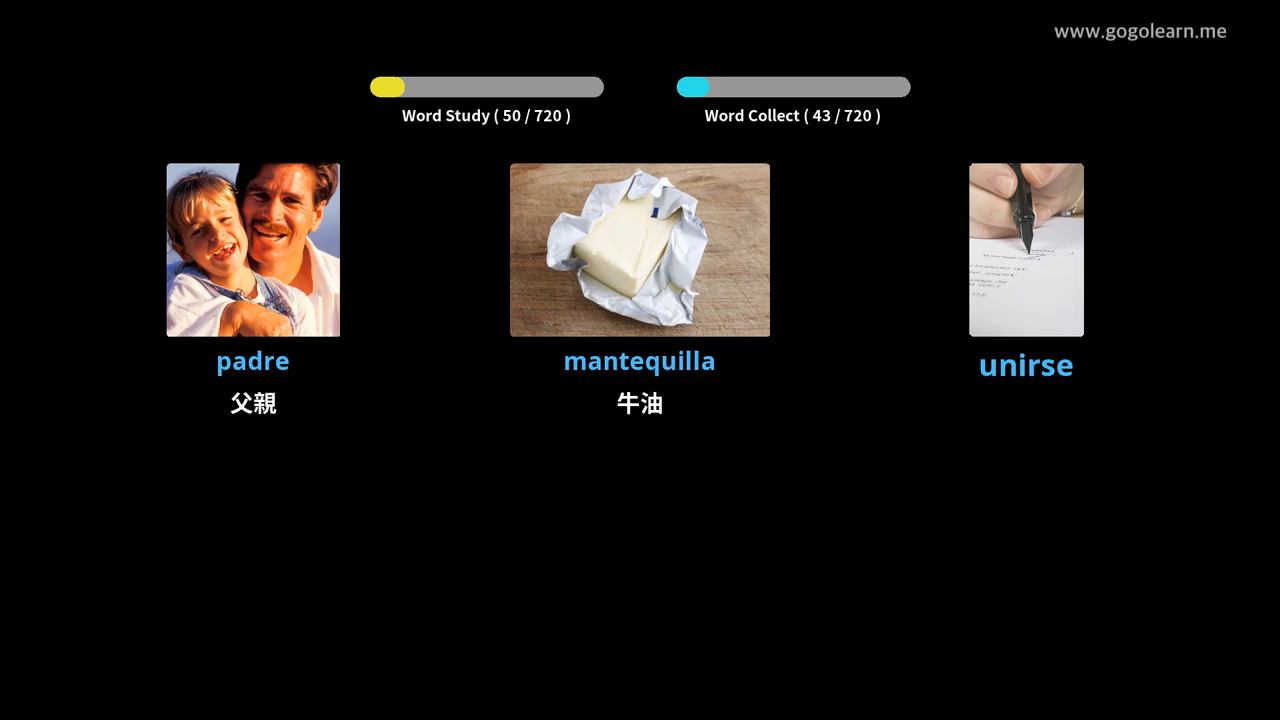 www.gogolearn.me
Word Study ( 50 / 720 )
Word Collect ( 43 / 720 )
padre
mantequilla
unirse
父親
牛油